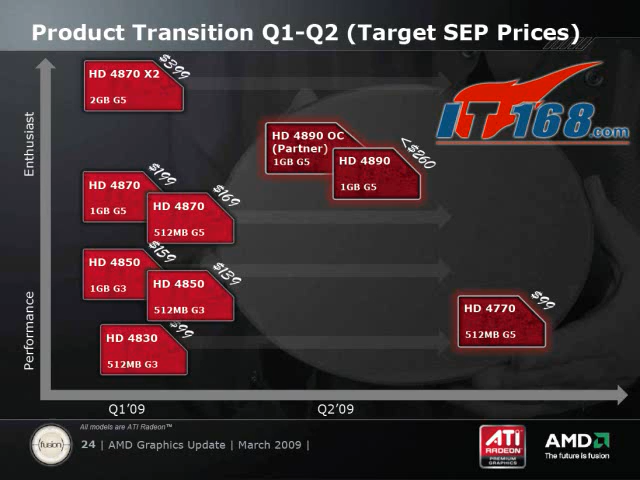 Product Transition Q1-Q2 (Target SEP Prices)
Enthusiast
Performance
HD 4870 X2
2GB G5
$399
IT168.com
HD 4890 OC
(Partner)
1GB G5
HD 4890
1GB G5
<$260
HD 4870
1GB G5
$199
HD 4870
512MB G5
$169
HD 4850
1GB G3
$159
HD 4850
512MB G3
$139
HD 4830
512MB G3
$99
HD 4770
512MB G5
$99
Q1'09
Q2'09
All models are ATI Radeon™
fusion
24 | AMD Graphics Update | March 2009 |
ATI
RADEON
PREMIUM
GRAPHICS
AMD
The future is fusion